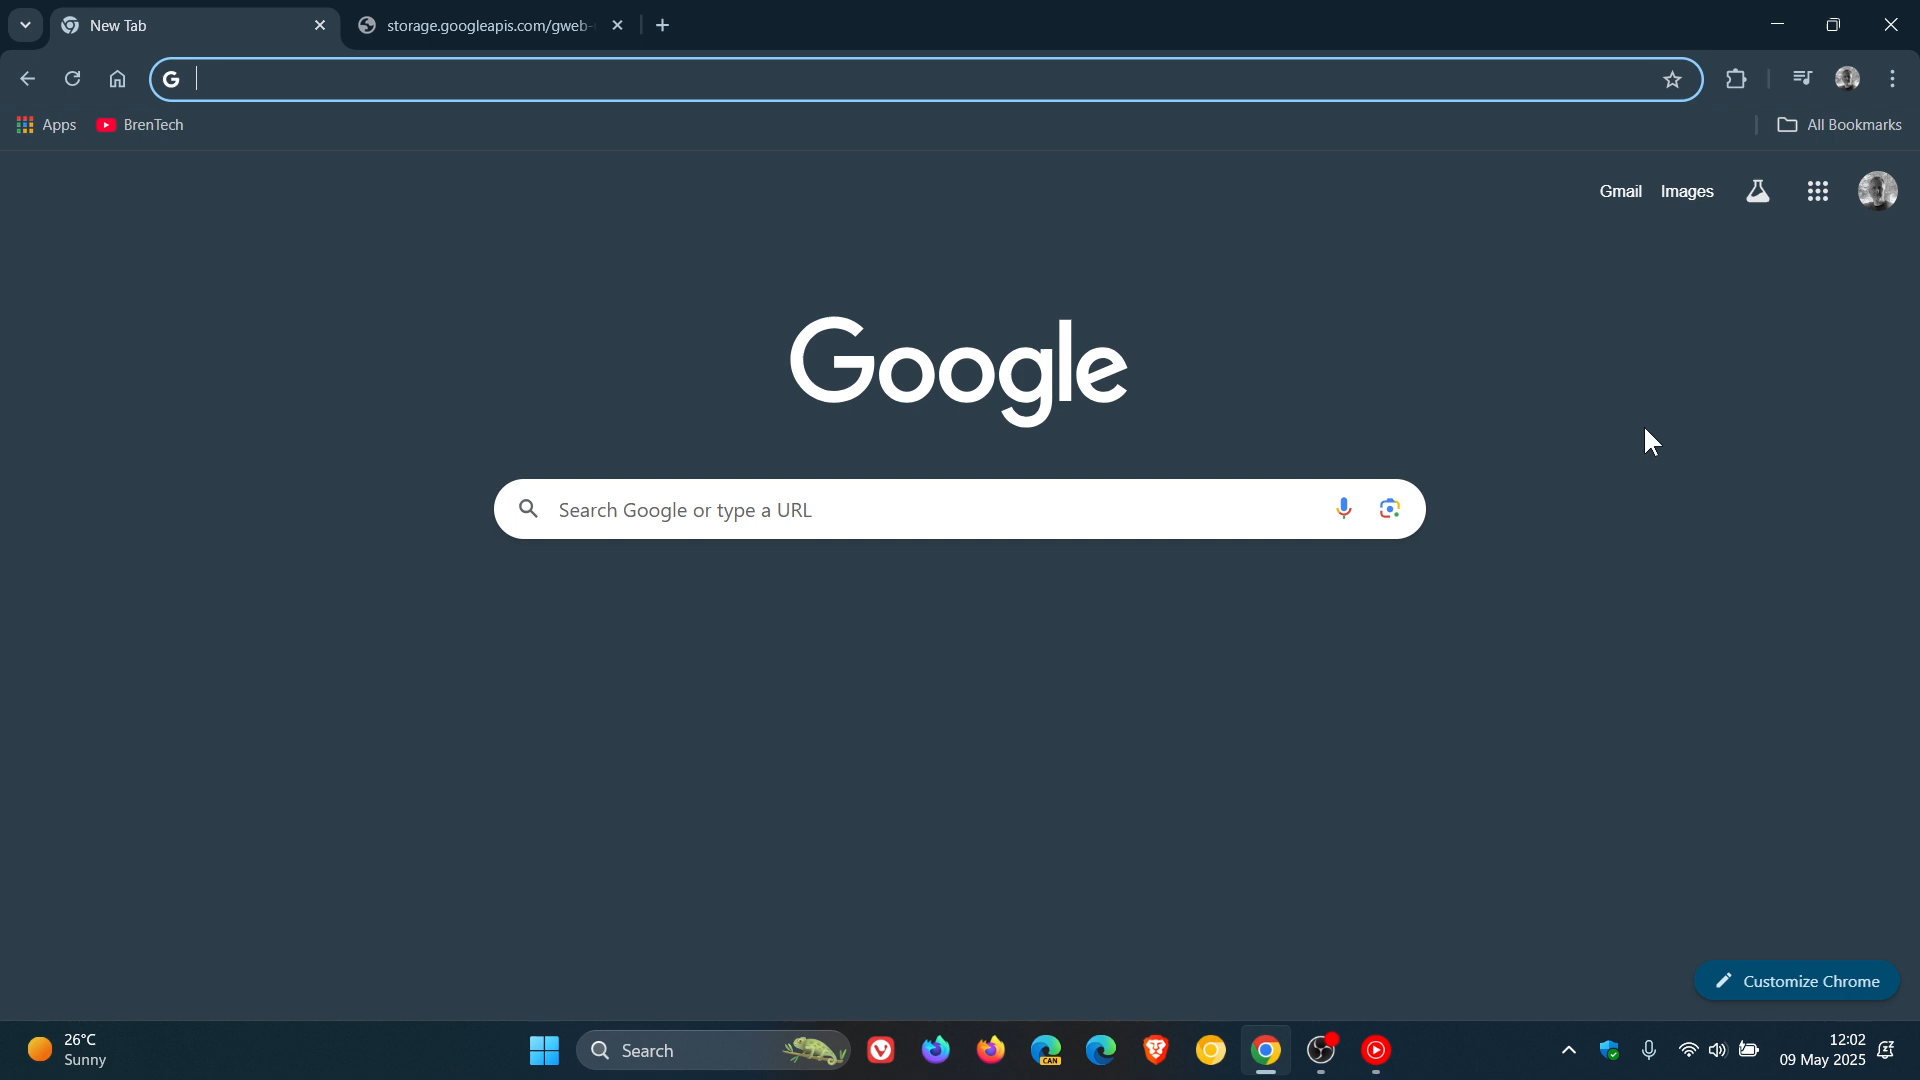 New Tab
storage.googleapis.com/gweb-
Apps
BrenTech
All Bookmarks
Gmail Images
Google
Search Google or type a URL
Customize Chrome
26°C
Sunny
Search
CAN
12:02
09 May 2025